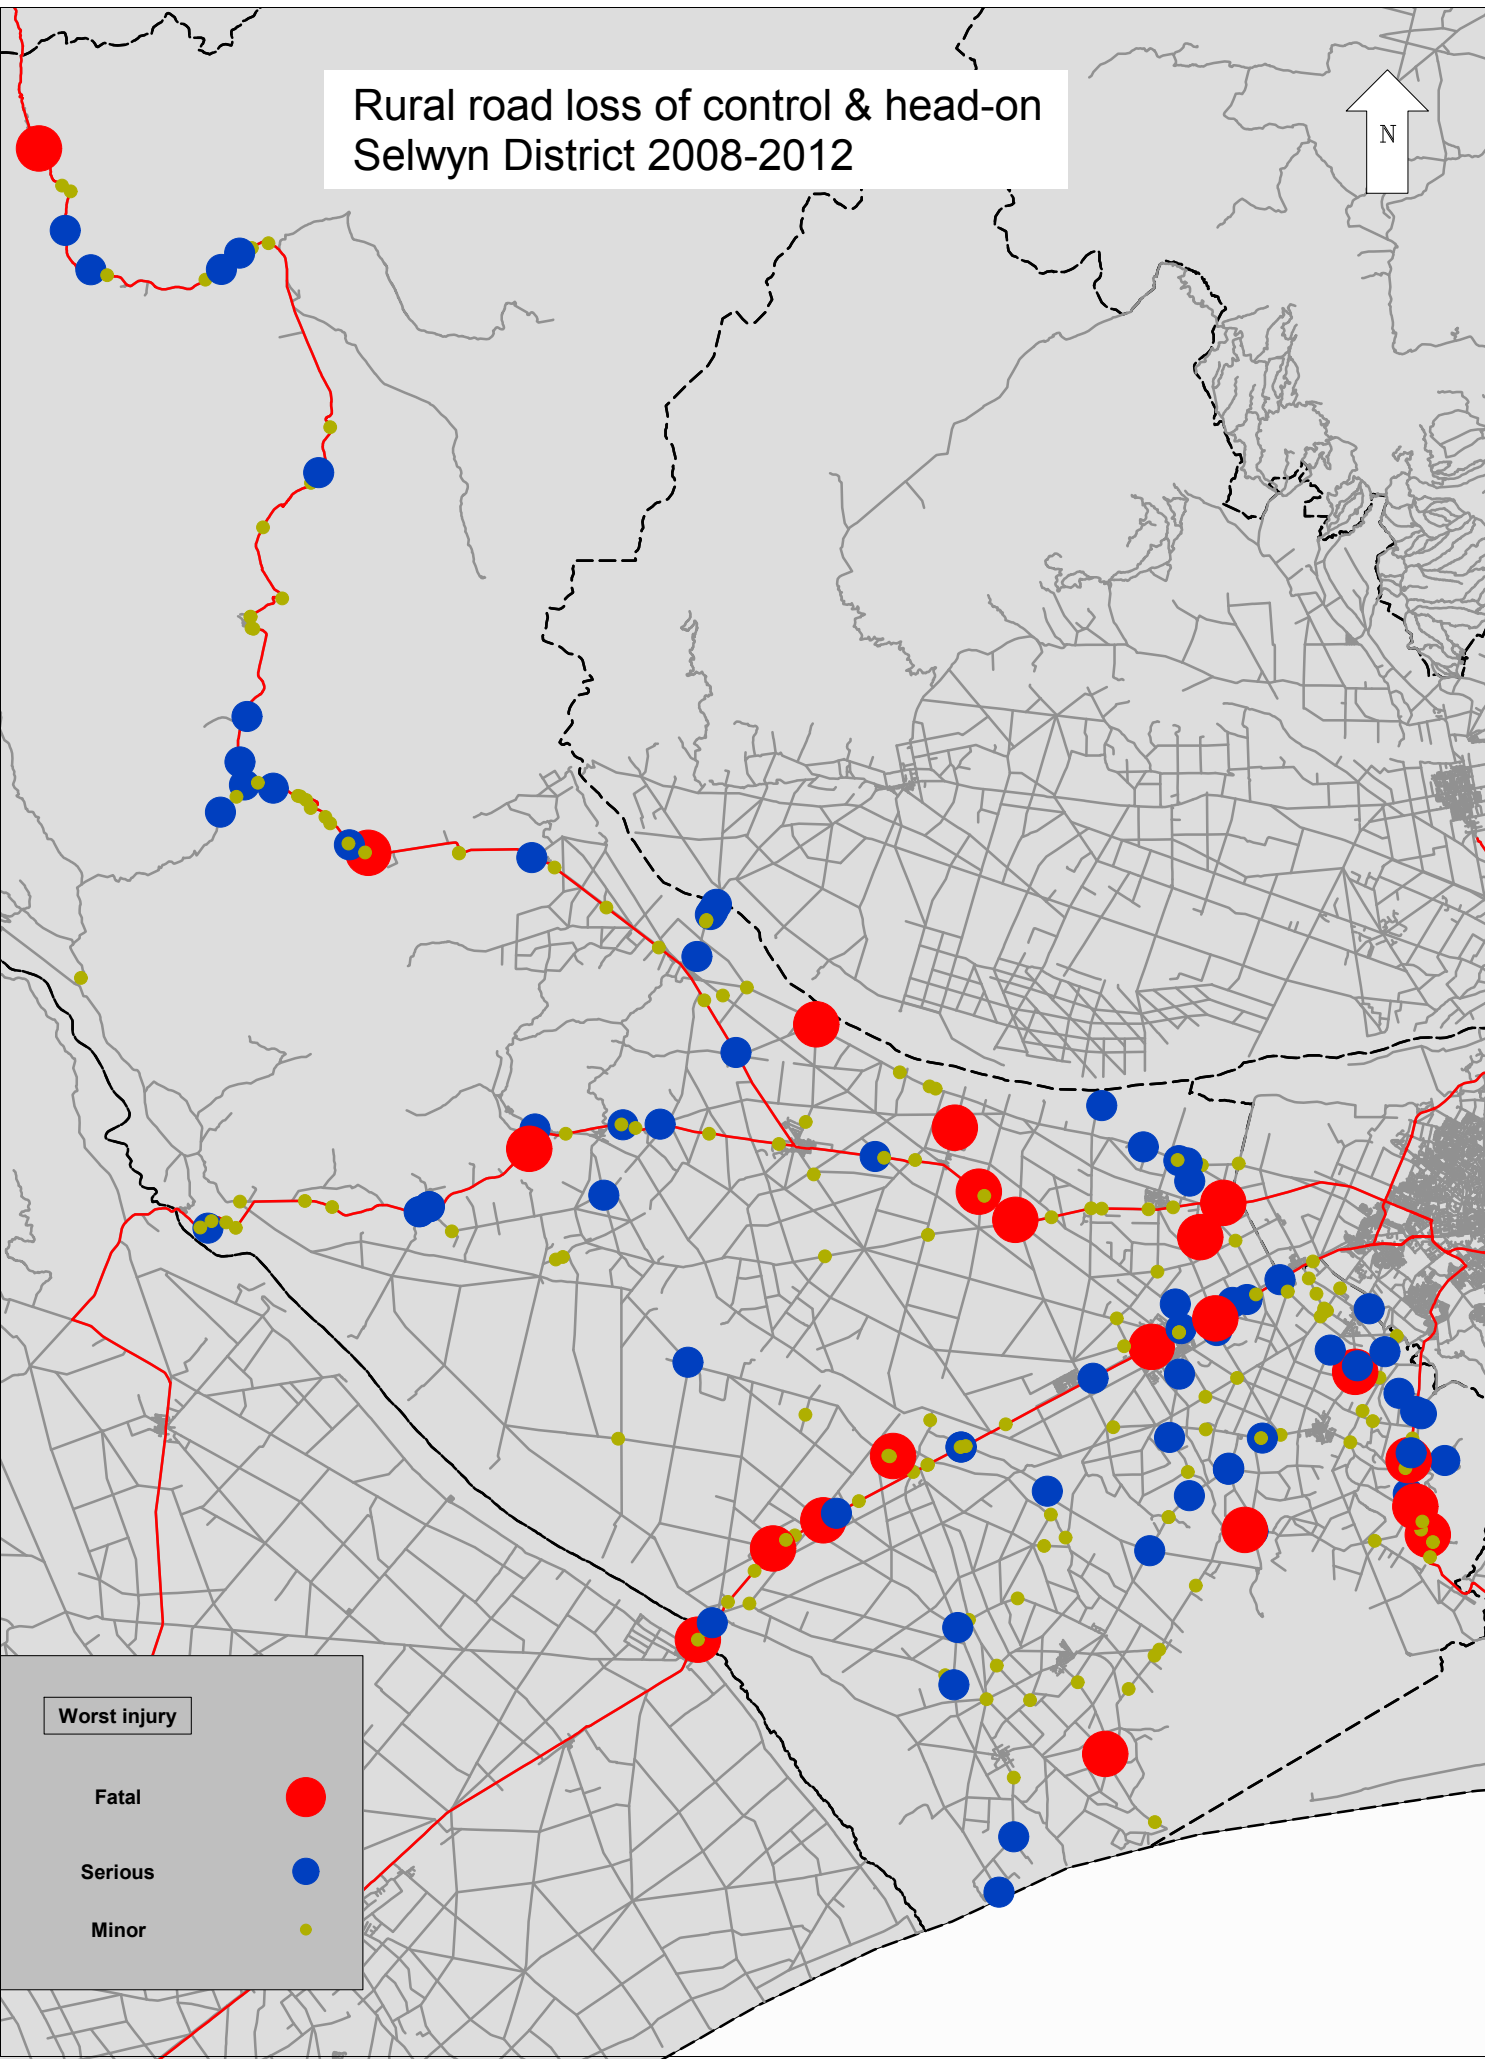 Rural road loss of control & head-on
Selwyn District 2008-2012
N
Worst injury
Fatal
Serious
Minor